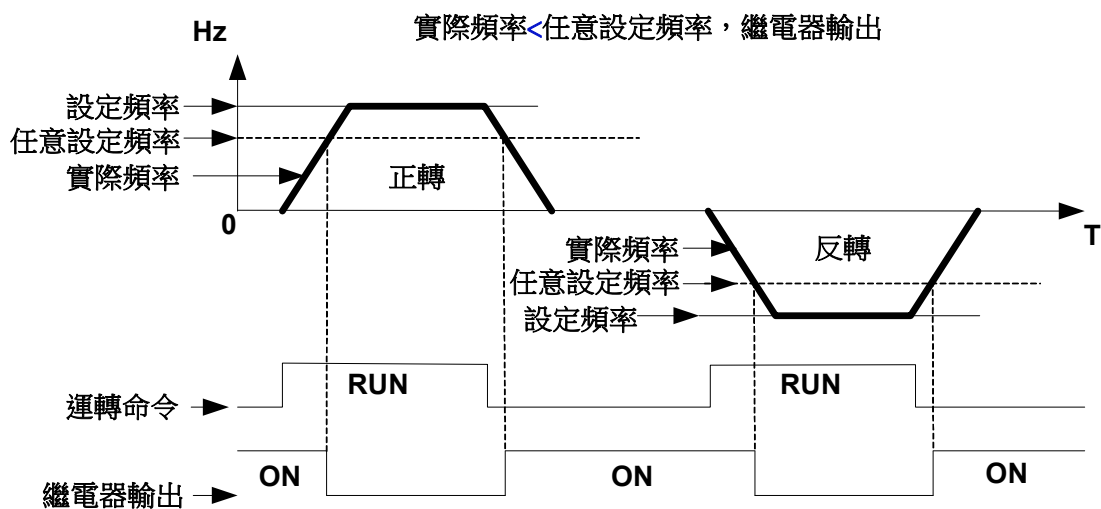 實際頻率<任意設定頻率，繼電器輸出
Hz
設定頻率
任意設定頻率
實際頻率
正轉
0
T
實際頻率
反轉
任意設定頻率
設定頻率
RUN
RUN
運轉命令
ON
ON
ON
繼電器輸出